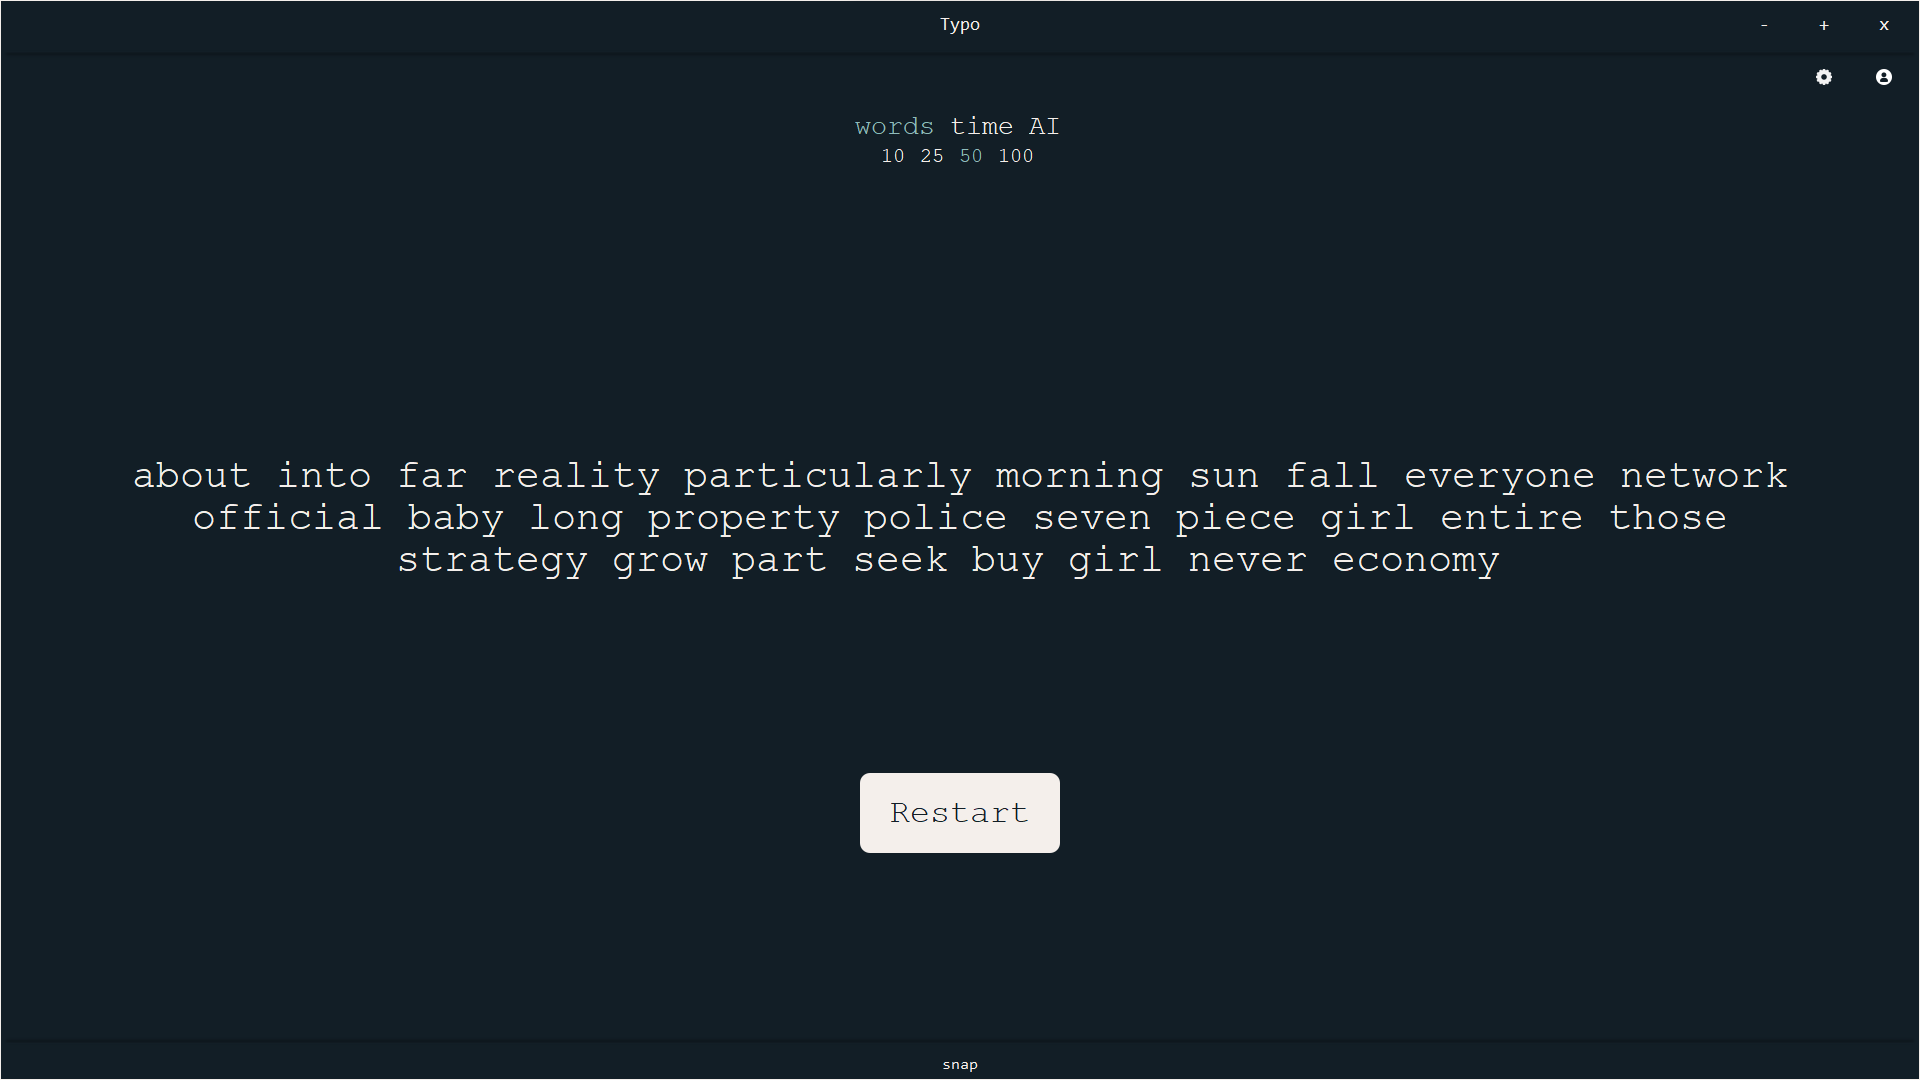 Typo - + x
words time AI
10 25 50 100
about into far reality particularly morning sun fall everyone network
official baby long property police seven piece girl entire those
strategy grow part seek buy girl never economy
Restart
snap